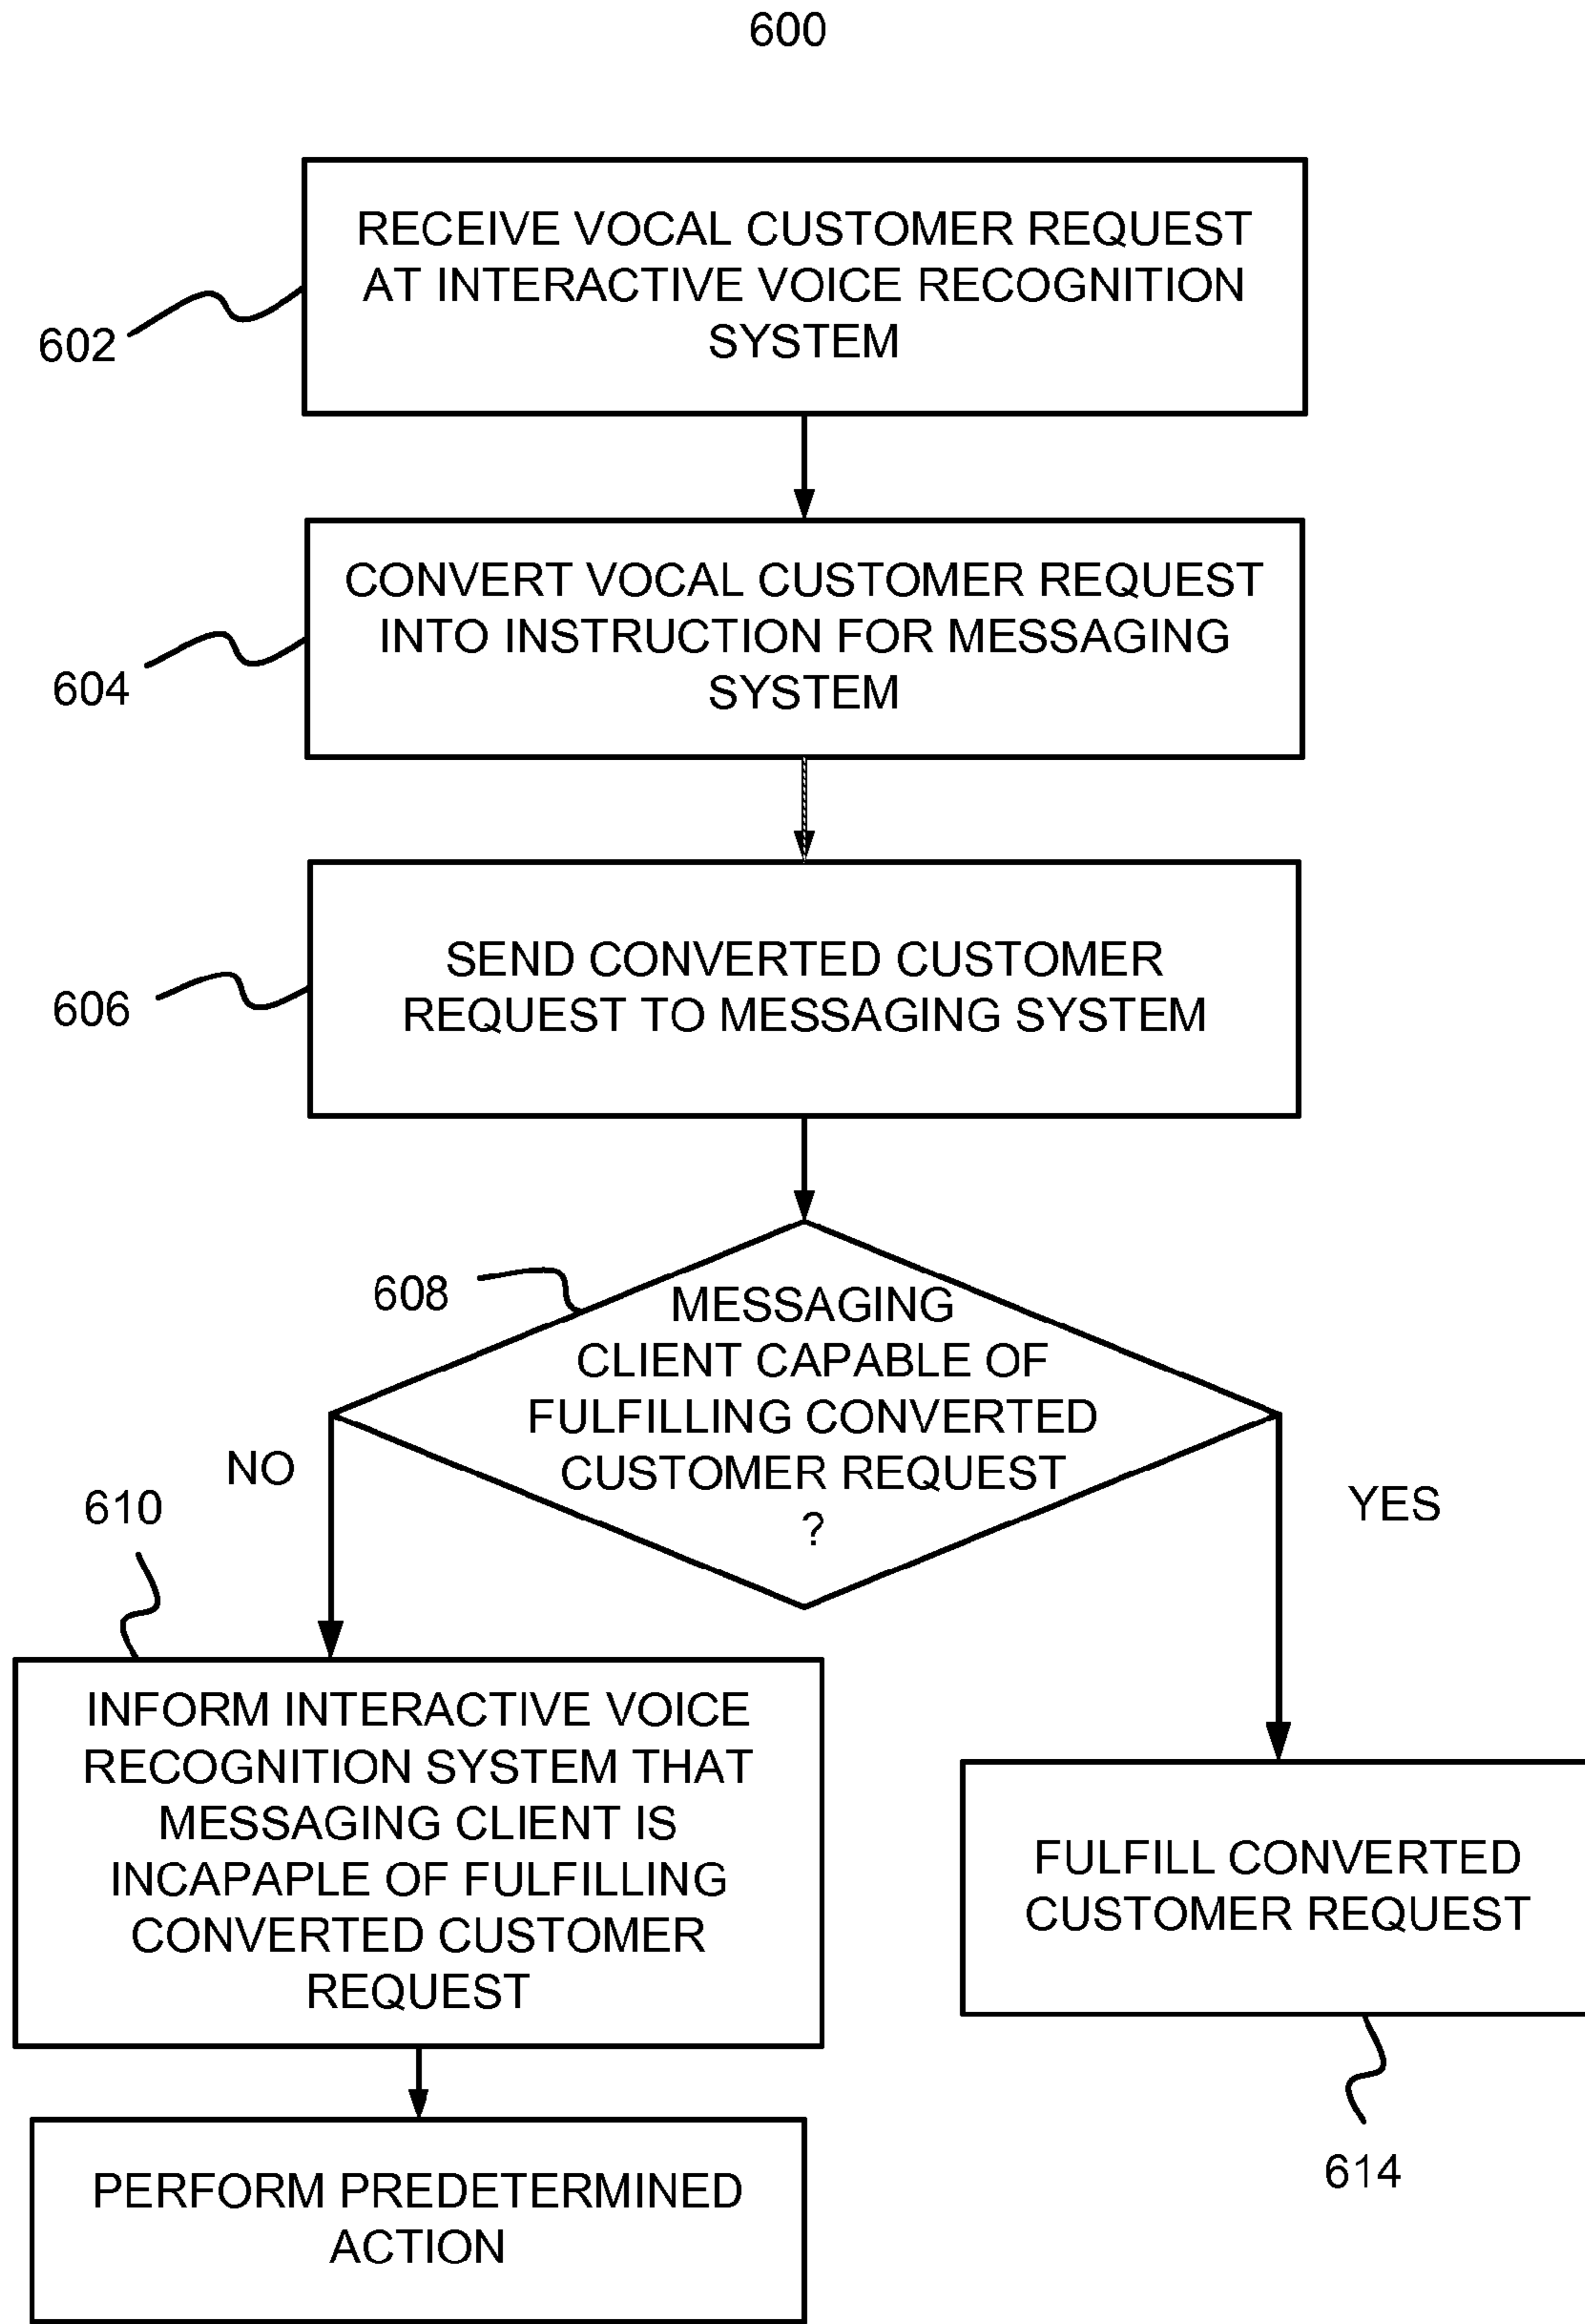 600
RECEIVE VOCAL CUSTOMER REQUEST
AT INTERACTIVE VOICE RECOGNITION
SYSTEM
602
CONVERT VOCAL CUSTOMER REQUEST
INTO INSTRUCTION FOR MESSAGING
SYSTEM
604
SEND CONVERTED CUSTOMER
REQUEST TO MESSAGING SYSTEM
606
608
MESSAGING
CLIENT CAPABLE OF
FULFILLING CONVERTED
CUSTOMER REQUEST
?
NO
YES
610
INFORM INTERACTIVE VOICE
RECOGNITION SYSTEM THAT
MESSAGING CLIENT IS
INCAPAPLE OF FULFILLING
CONVERTED CUSTOMER
REQUEST
FULFILL CONVERTED
CUSTOMER REQUEST
614
PERFORM PREDETERMINED
ACTION